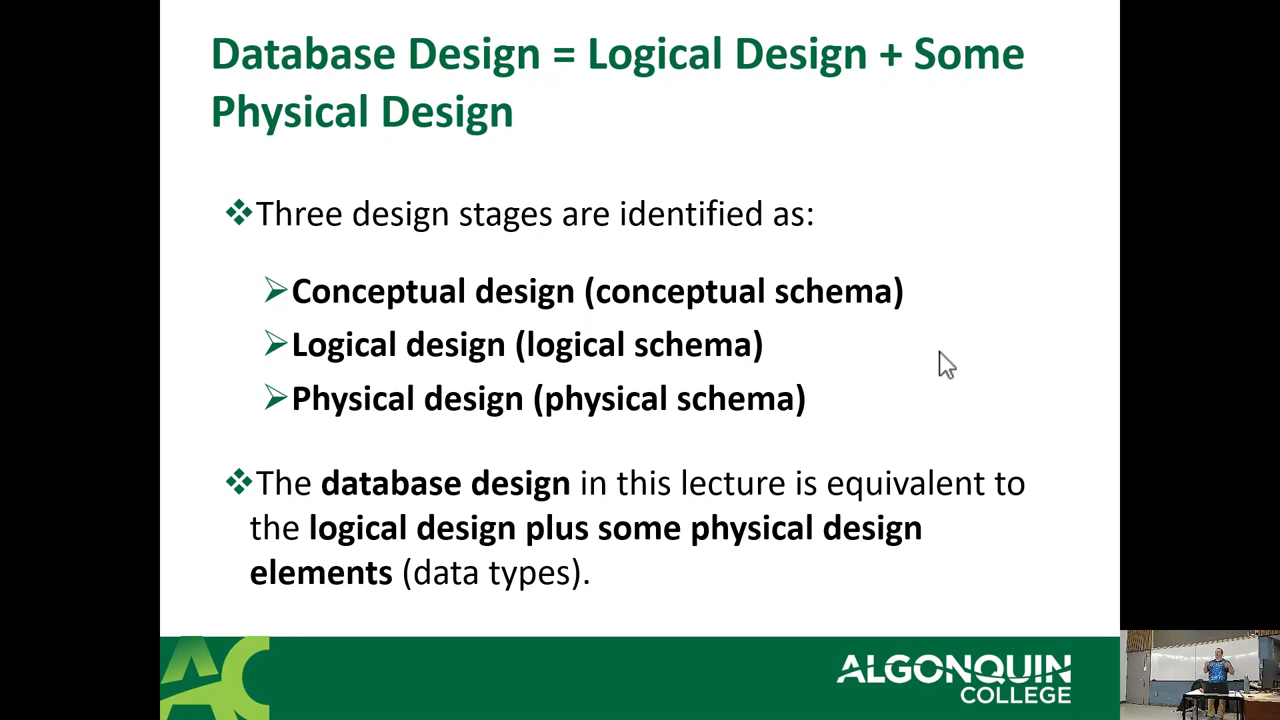 Database Design = Logical Design + Some
Physical Design
Three design stages are identified as:
Conceptual design (conceptual schema)
Logical design (logical schema)
Physical design (physical schema)
The database design in this lecture is equivalent to
the logical design plus some physical design
elements (data types).
AC
ALGONQUIN
COLLEGE